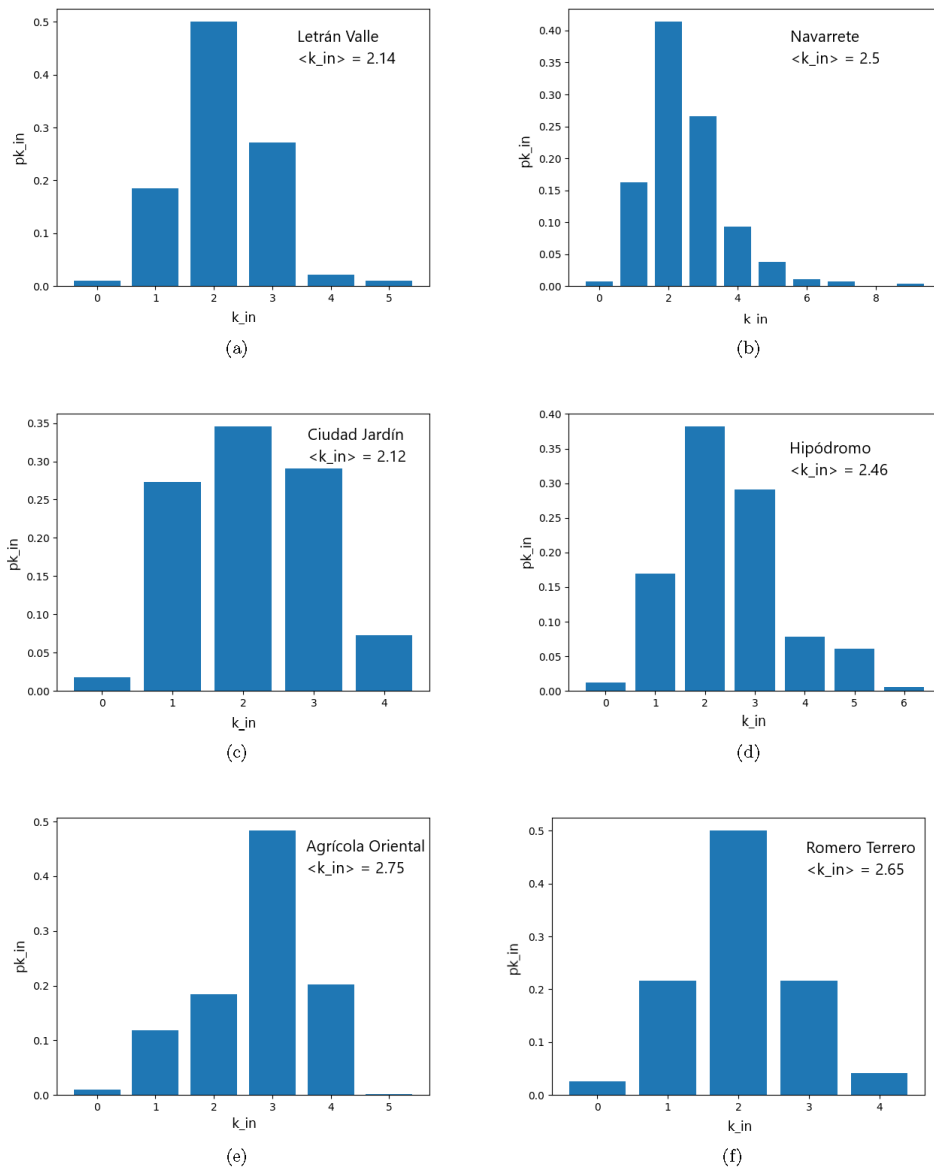 Letrán Valle
<k_in> = 2.14
pk_in
0.5
0.4
0.3
0.2
0.1
0.0
0 1 2 3 4 5
k_in
(a)
Navarrete
<k_in> = 2.5
pk_in
0.40
0.35
0.30
0.25
0.20
0.15
0.10
0.05
0.00
0 2 4 6 8
k_in
(b)
Ciudad Jardín
<k_in> = 2.12
pk_in
0.35
0.30
0.25
0.20
0.15
0.10
0.05
0.00
0 1 2 3 4
k_in
(c)
Hipódromo
<k_in> = 2.46
pk_in
0.40
0.35
0.30
0.25
0.20
0.15
0.10
0.05
0.00
0 1 2 3 4 5 6
k_in
(d)
Agrícola Oriental
<k_in> = 2.75
pk_in
0.5
0.4
0.3
0.2
0.1
0.0
0 1 2 3 4 5
k_in
(e)
Romero Terrero
<k_in> = 2.65
pk_in
0.5
0.4
0.3
0.2
0.1
0.0
0 1 2 3 4
k_in
(f)